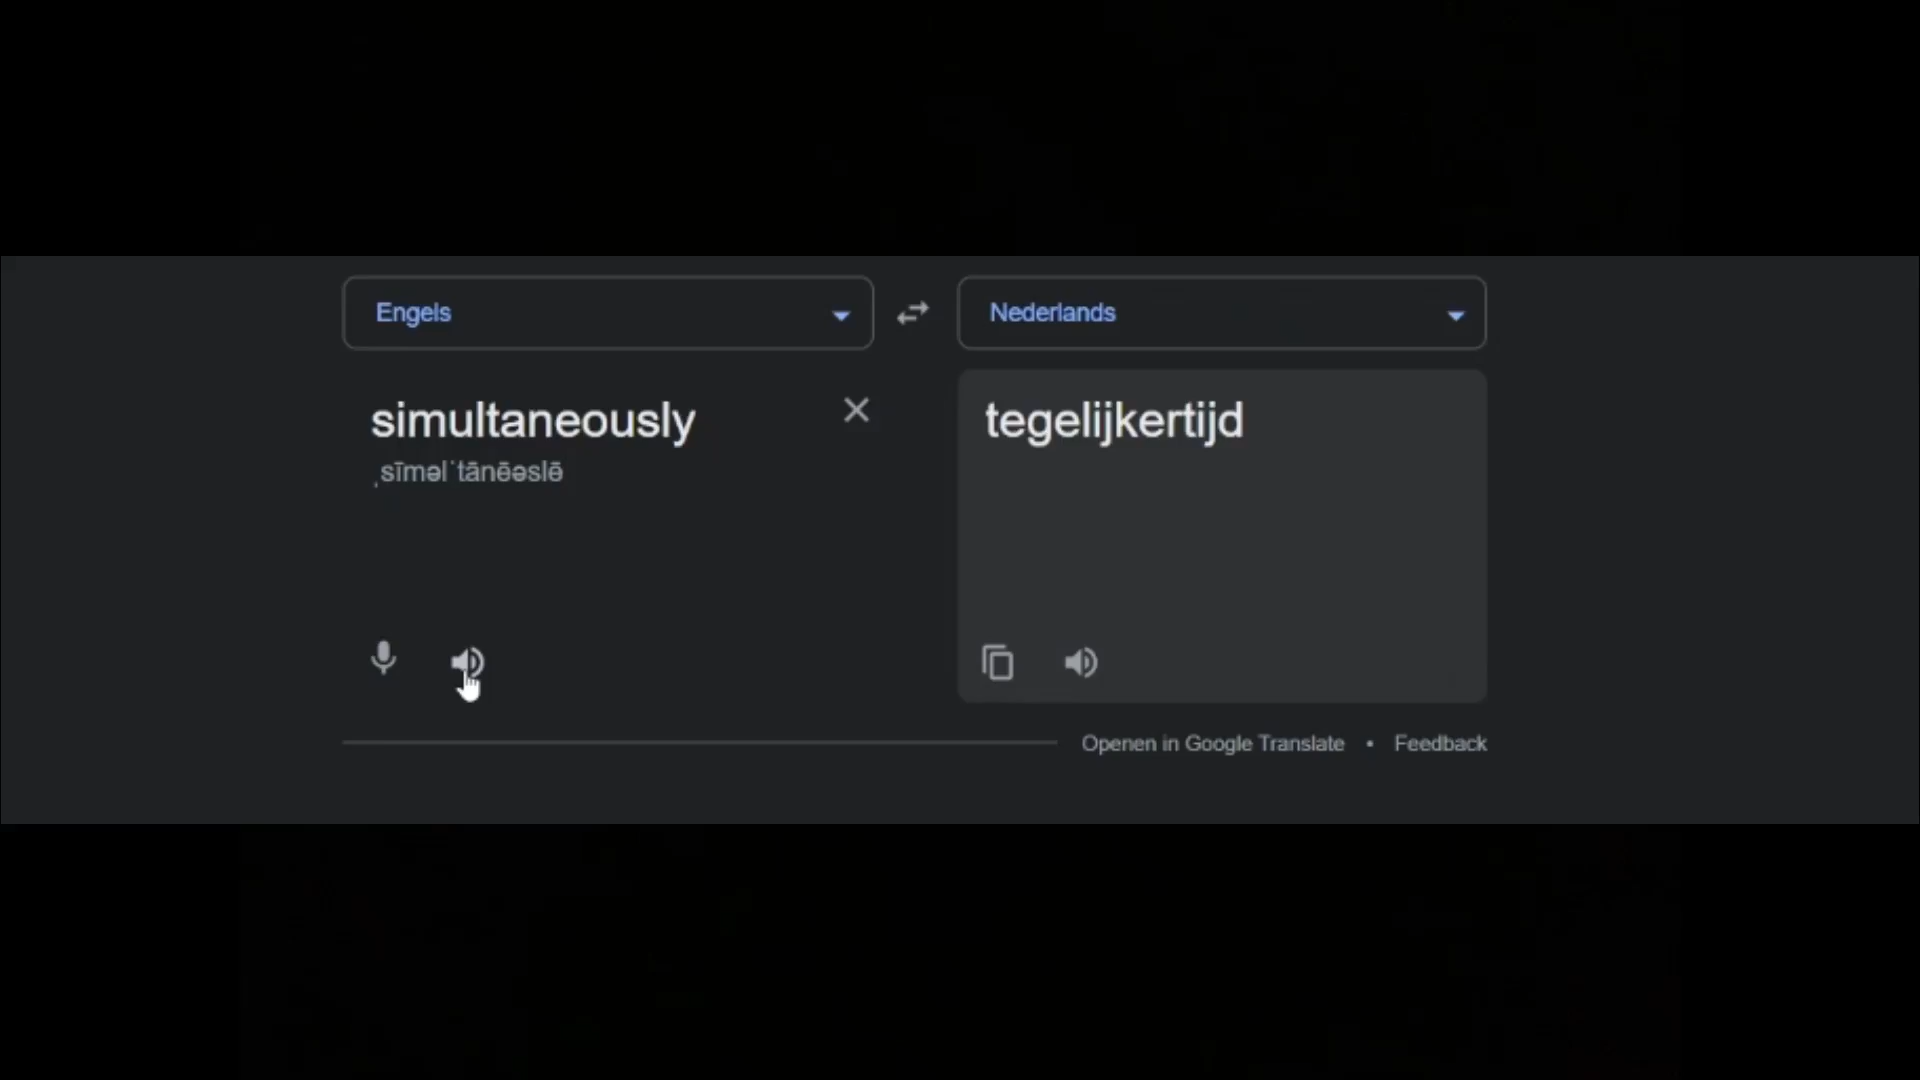 Engels
Nederlands
simultaneously
tegelijkertijd
ˌsīməlˈtānēəslē
Openen in Google Translate • Feedback